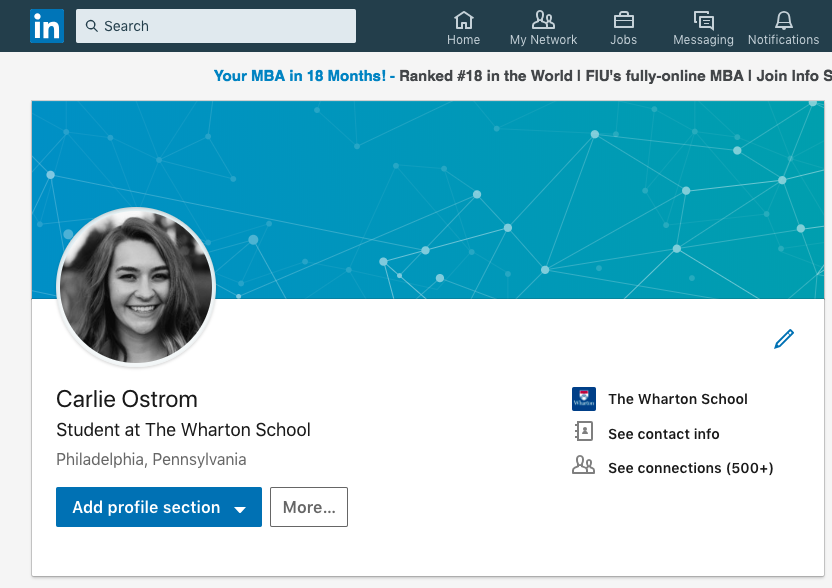 in
Search
Home
My Network
Jobs
Messaging
Notifications
Your MBA in 18 Months! - Ranked #18 in the World | FIU's fully-online MBA | Join Info S
Carlie Ostrom
Student at The Wharton School
Philadelphia, Pennsylvania
Add profile section
More...
Wharton
The Wharton School
See contact info
See connections (500+)